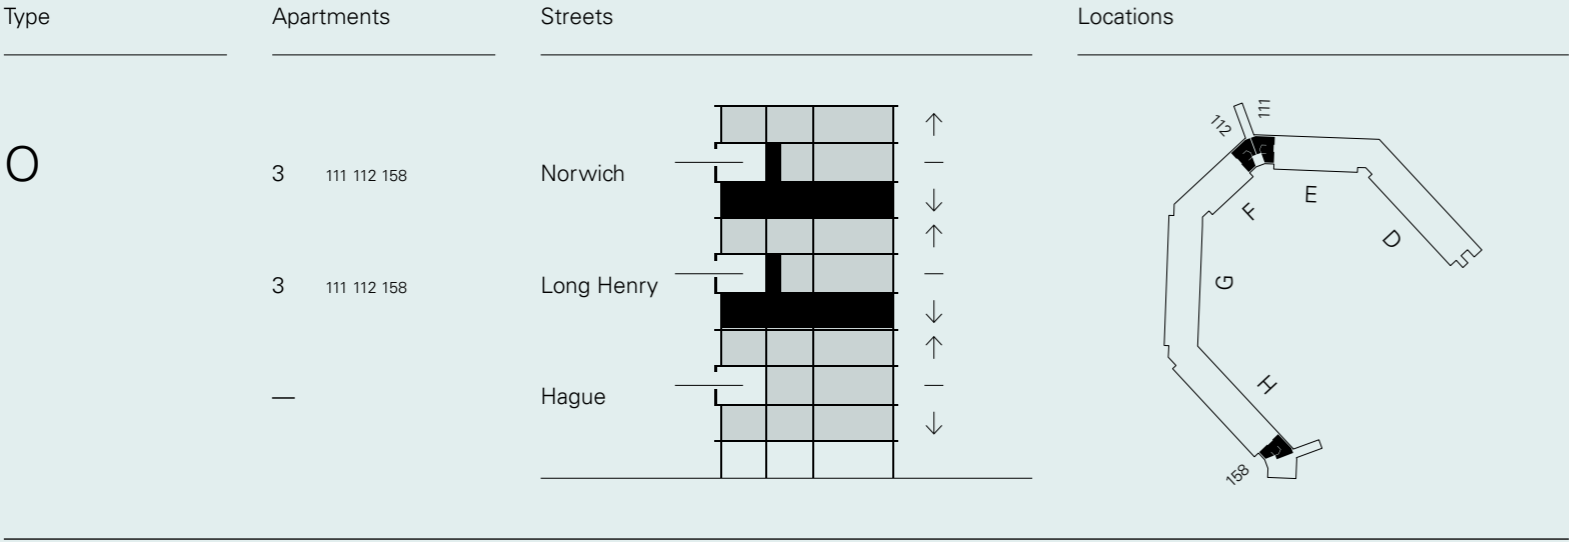 Type Apartments Streets Locations
O
3 111 112 158 Norwich ↑ — ↓
3 111 112 158 Long Henry ↑ — ↓
— Hague ↑ — ↓
112
111
F
E
D
G
H
158